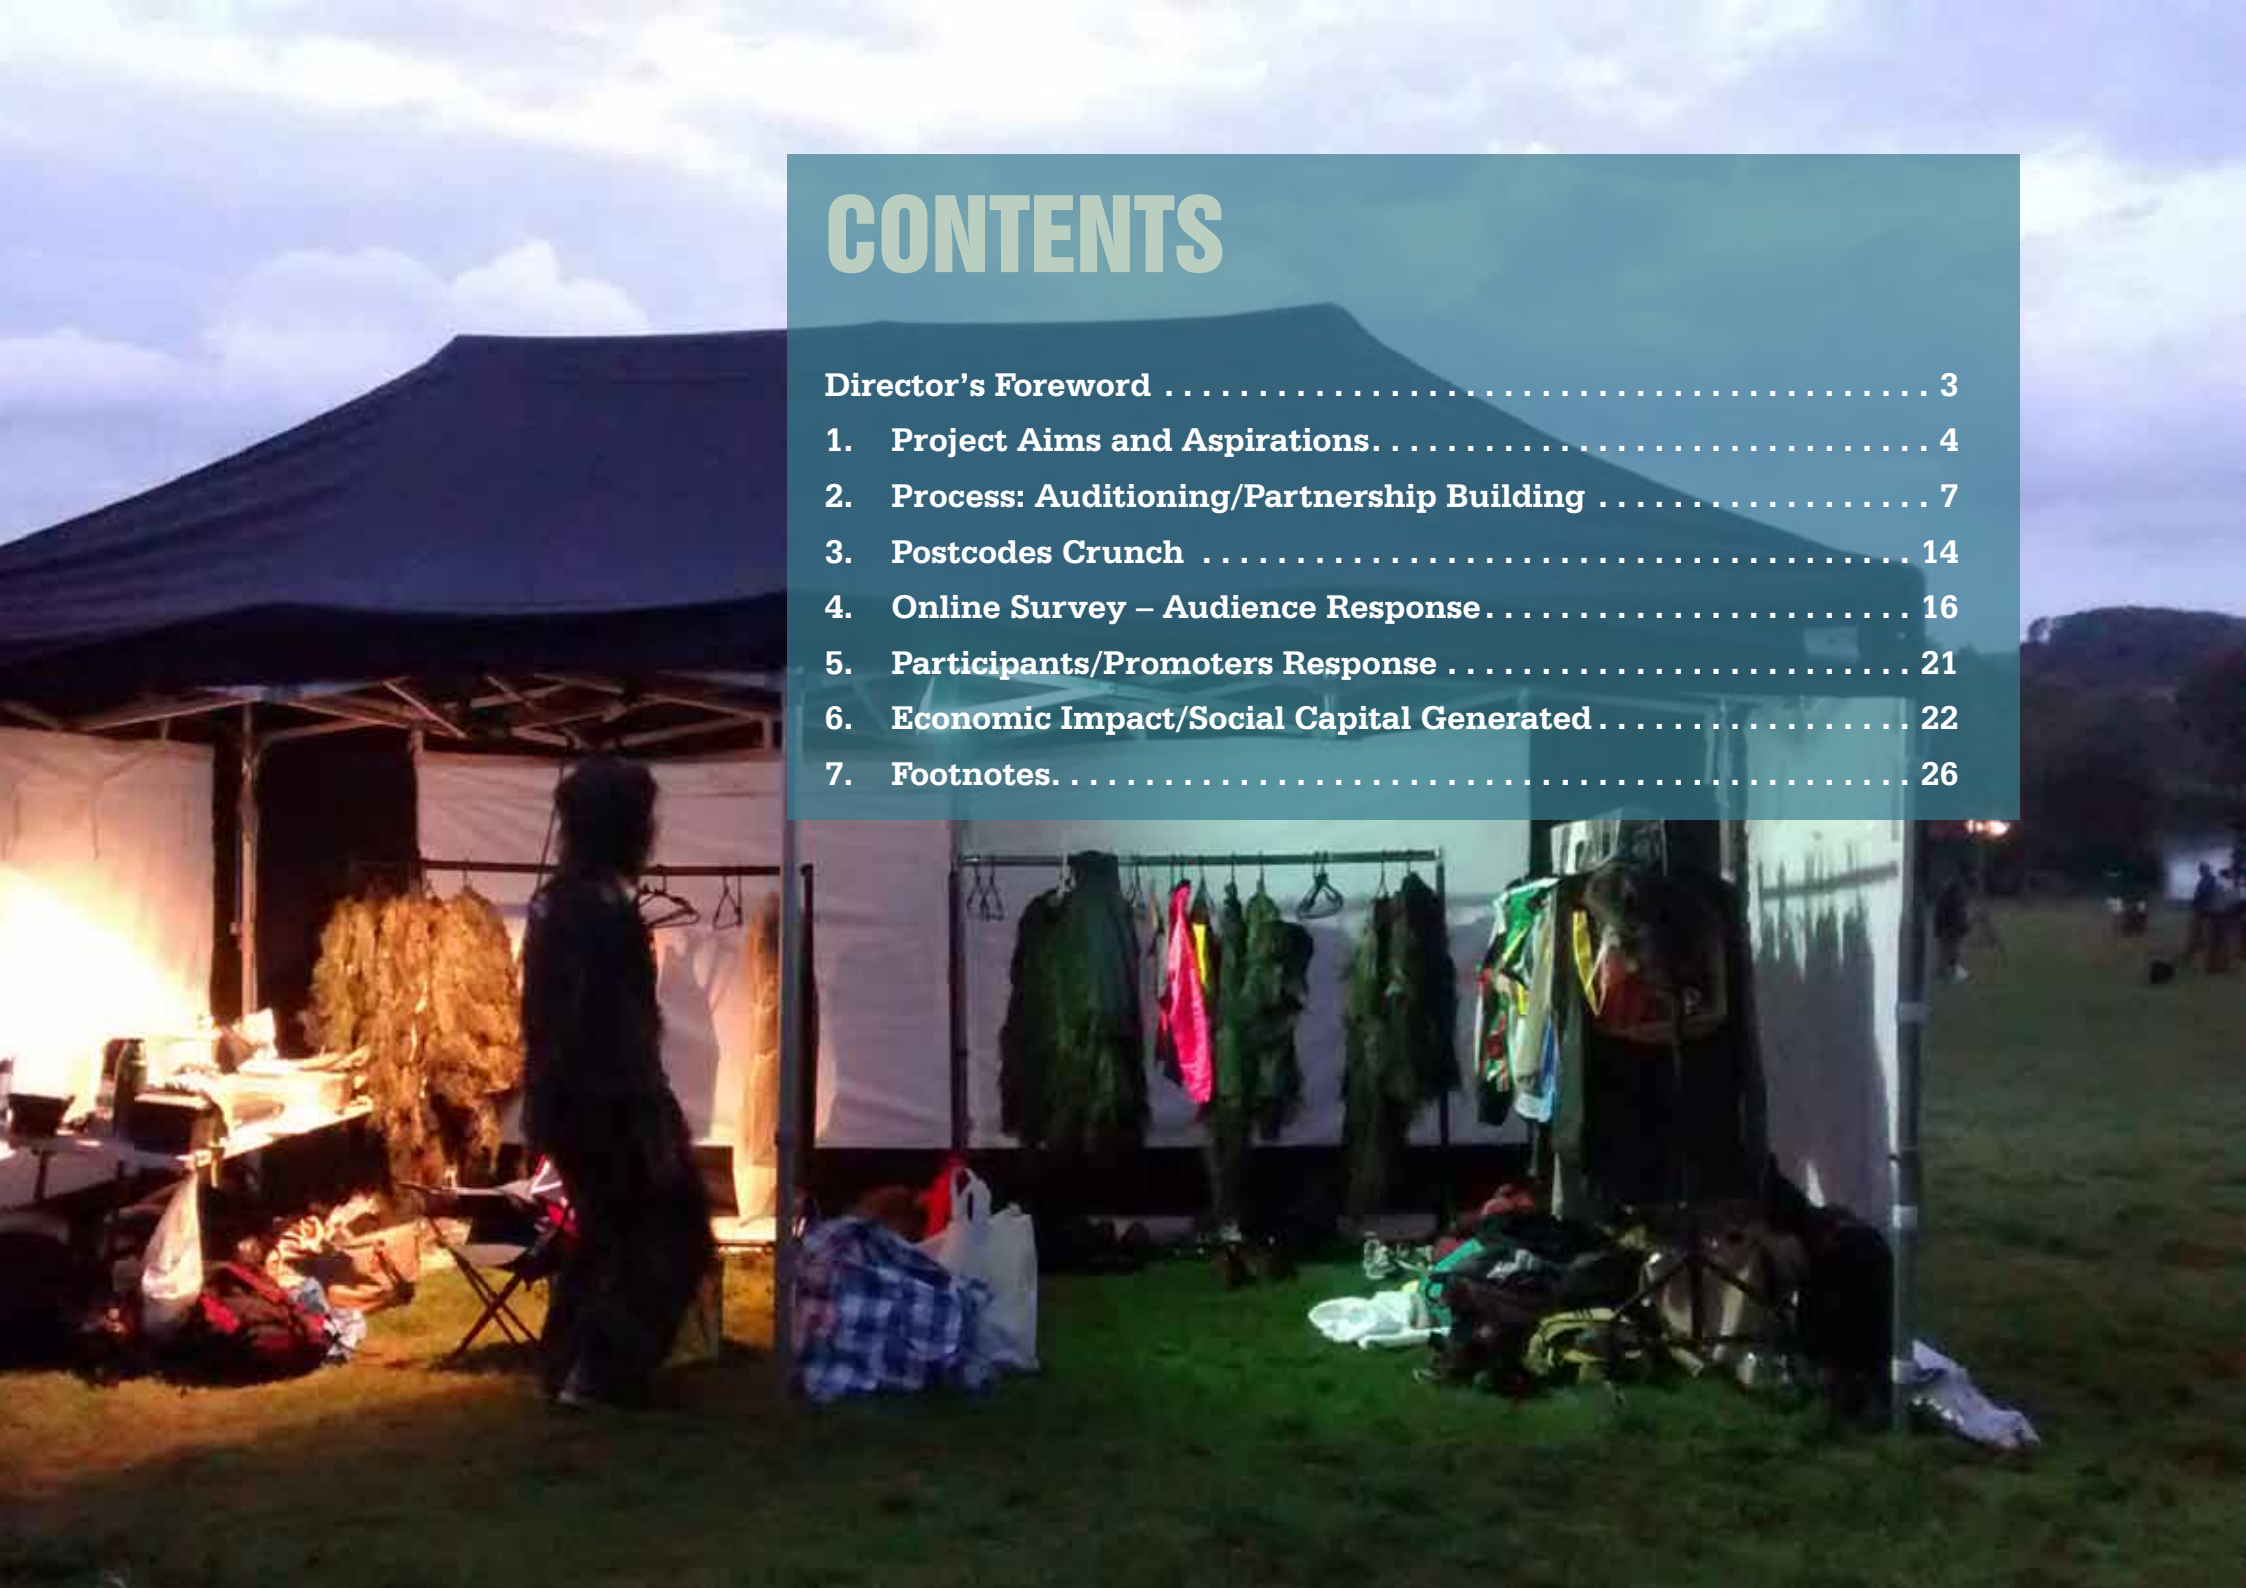 CONTENTS
Director’s Foreword . . . . . . . . . . . . . . . . . . . . . . . . . . . . . . . . . . . . . . . . . 3
1. Project Aims and Aspirations. . . . . . . . . . . . . . . . . . . . . . . . . . . . . . 4
2. Process: Auditioning/Partnership Building . . . . . . . . . . . . . . . . . . 7
3. Postcodes Crunch . . . . . . . . . . . . . . . . . . . . . . . . . . . . . . . . . . . . . . 14
4. Online Survey – Audience Response. . . . . . . . . . . . . . . . . . . . . . . 16
5. Participants/Promoters Response . . . . . . . . . . . . . . . . . . . . . . . . . 21
6. Economic Impact/Social Capital Generated. . . . . . . . . . . . . . . . . 22
7. Footnotes. . . . . . . . . . . . . . . . . . . . . . . . . . . . . . . . . . . . . . . . . . . . . . 26